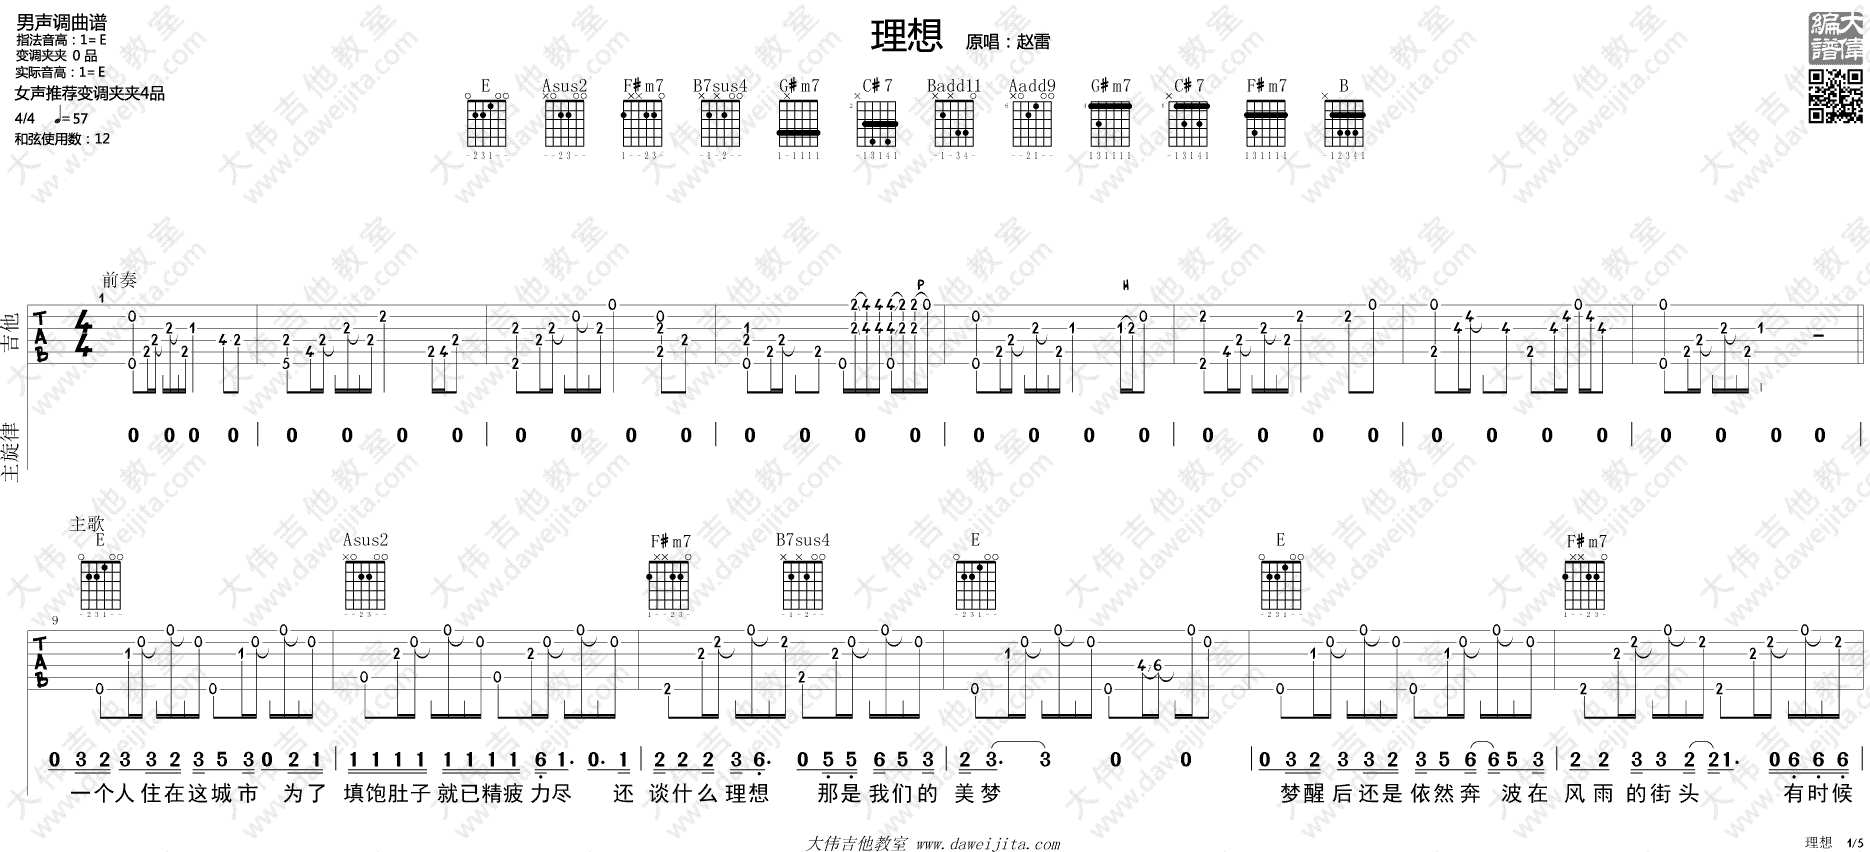 理想 原唱：赵雷
男声调曲谱
指法音高：1= E
变调夹夹 0 品
实际音高：1= E
女声推荐变调夹夹4品
4/4 ♩= 57
和弦使用数：12
大偉編譜
E Asus2 F#m7 B7sus4 G#m7 C#7 Badd11 Aadd9 G#m7 C#7 F#m7 B
前奏
吉他
TAB 4/4
主旋律
0 0 0 0 | 0 0 0 0 | 0 0 0 0 | 0 0 0 0 | 0 0 0 0 | 0 0 0 0 | 0 0 0 0 | 0 0 0 0 |
主歌
E Asus2 F#m7 B7sus4 E E F#m7
9
TAB
0 3 2 3 3 2 3 5 3 0 2 1 | 1 1 1 1 1 1 1 1 6 1. 0. 1 | 2 2 2 3 6. 0 5 5 6 5 3 | 2 3. 3 0 0 | 0 3 2 3 3 2 3 5 6 6 5 3 | 2 2 3 3 2 2 1. 0 6 6 6 |
一个人住在这城市 为了 填饱肚子就已精疲力尽 还 谈什么理想 那是我们的 美梦 梦醒后还是依然奔 波在 风雨的街头 有时候
大伟吉他教室 www.daweijita.com
理想 1/5